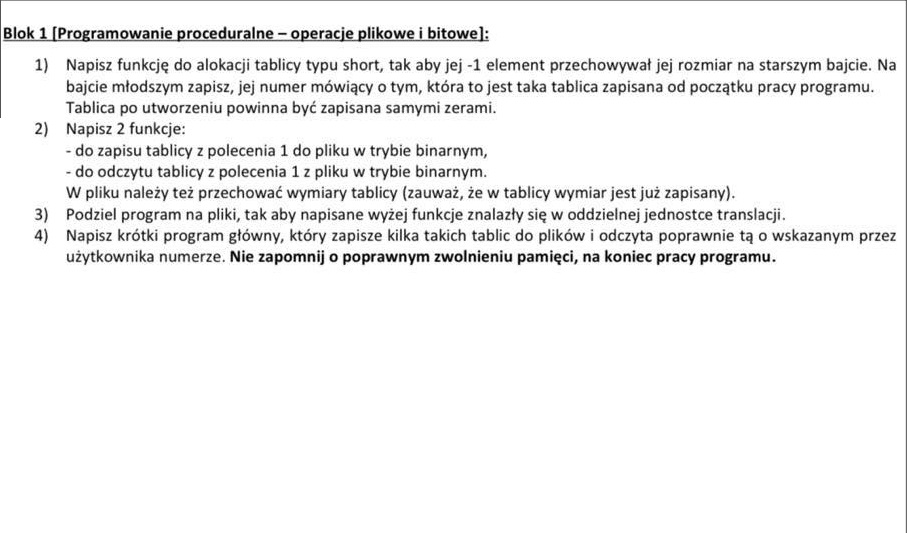 Blok 1 [Programowanie proceduralne – operacje plikowe i bitowe]:
1) Napisz funkcję do alokacji tablicy typu short, tak aby jej -1 element przechowywał jej rozmiar na starszym bajcie. Na
bajcie młodszym zapisz, jej numer mówiący o tym, która to jest taka tablica zapisana od początku pracy programu.
Tablica po utworzeniu powinna być zapisana samymi zerami.
2) Napisz 2 funkcje:
- do zapisu tablicy z polecenia 1 do pliku w trybie binarnym,
- do odczytu tablicy z polecenia 1 z pliku w trybie binarnym.
W pliku należy też przechować wymiary tablicy (zauważ, że w tablicy wymiar jest już zapisany).
3) Podziel program na pliki, tak aby napisane wyżej funkcje znalazły się w oddzielnej jednostce translacji.
4) Napisz krótki program główny, który zapisze kilka takich tablic do plików i odczyta poprawnie tą o wskazanym przez
użytkownika numerze. Nie zapomnij o poprawnym zwolnieniu pamięci, na koniec pracy programu.